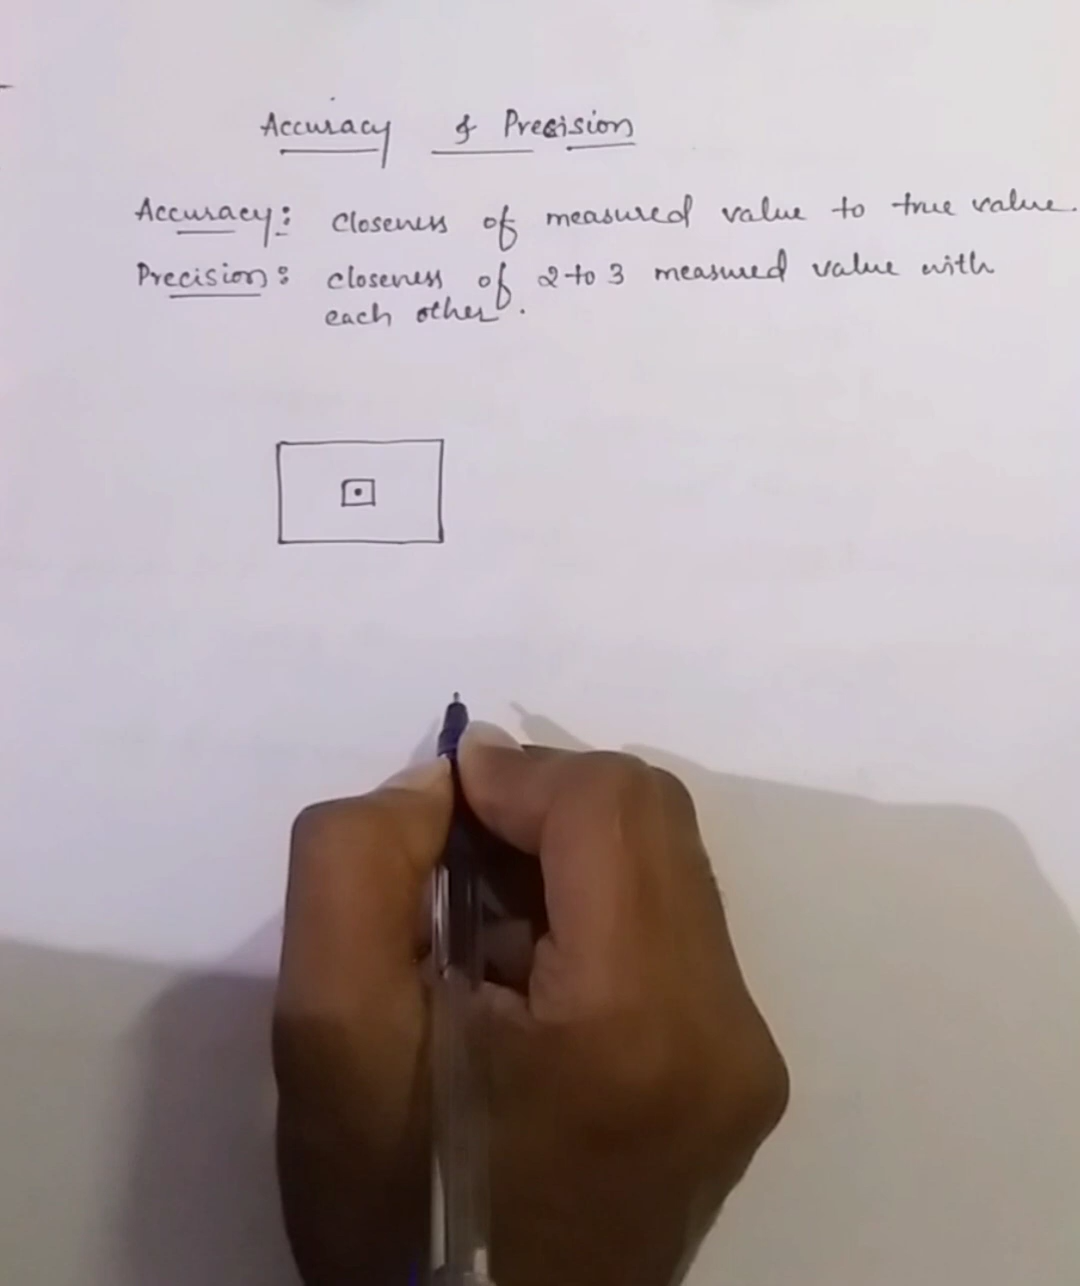 Accuracy & Precision
Accuracy: closeness of measured value to true value.
Precision: closeness of 2 to 3 measured value with
each other.